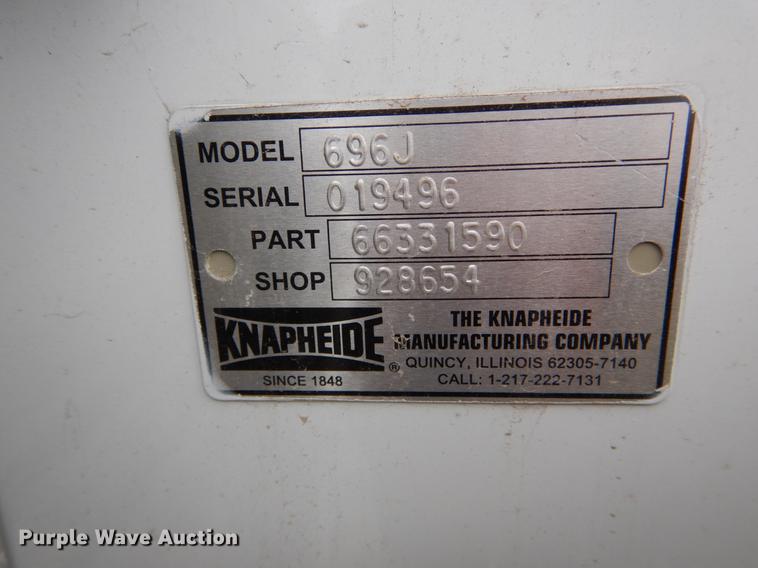 MODEL 696J
SERIAL 019496
PART 66331590
SHOP 928654
KNAPHEIDE ®
SINCE 1848
THE KNAPHEIDE
MANUFACTURING COMPANY
QUINCY, ILLINOIS 62305-7140
CALL: 1-217-222-7131
Purple Wave Auction